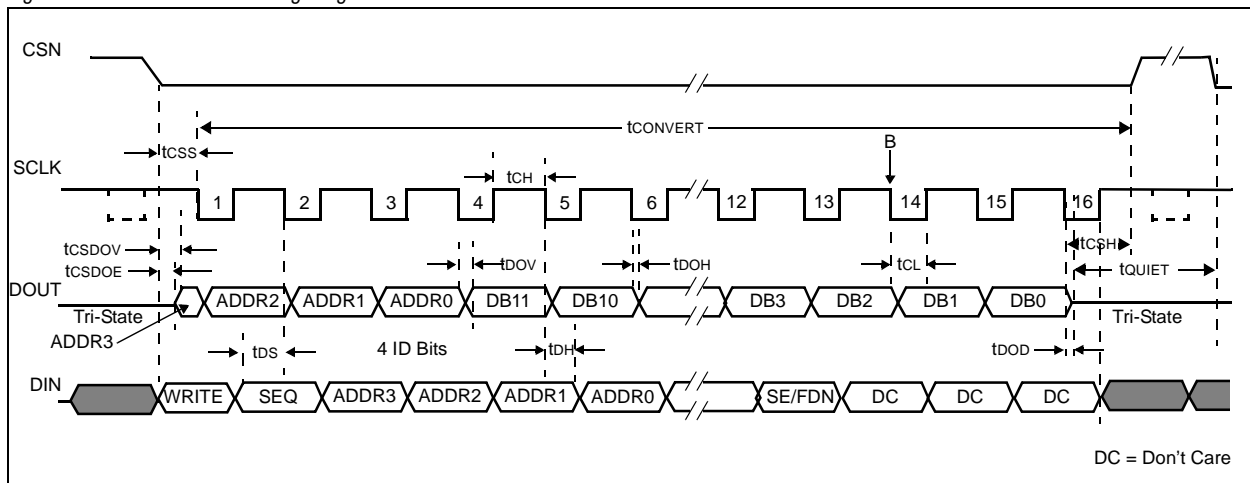 CSN
tCONVERT
tCSS
B
SCLK
tCH
1 2 3 4 5 6 12 13 14 15 16
tCSDOV
tCSDOE
tDOV
tDOH
tCL
tCSH
tQUIET
DOUT
ADDR2 ADDR1 ADDR0 DB11 DB10 DB3 DB2 DB1 DB0
Tri-State
Tri-State
ADDR3
tDS
4 ID Bits
tDH
tDOD
DIN
WRITE SEQ ADDR3 ADDR2 ADDR1 ADDR0 SE/FDN DC DC DC
DC = Don't Care